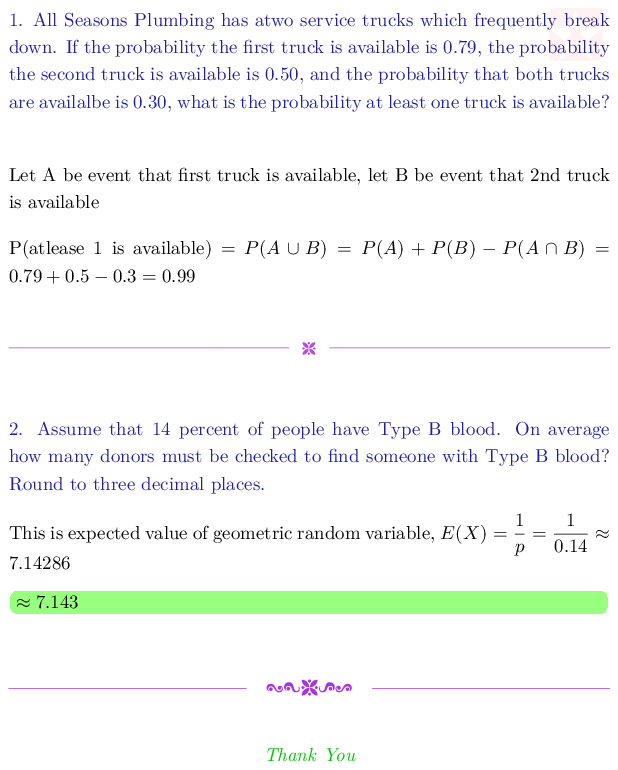 1. All Seasons Plumbing has atwo service trucks which frequently break
down. If the probability the first truck is available is 0.79, the probability
the second truck is available is 0.50, and the probability that both trucks
are availalbe is 0.30, what is the probability at least one truck is available?
Let A be event that first truck is available, let B be event that 2nd truck
is available
P(atlease 1 is available) = P(A ∪ B) = P(A) + P(B) − P(A ∩ B) =
0.79 + 0.5 − 0.3 = 0.99
2. Assume that 14 percent of people have Type B blood. On average
how many donors must be checked to find someone with Type B blood?
Round to three decimal places.
This is expected value of geometric random variable, E(X) = 1/p = 1/0.14 ≈
7.14286
≈ 7.143
Thank You